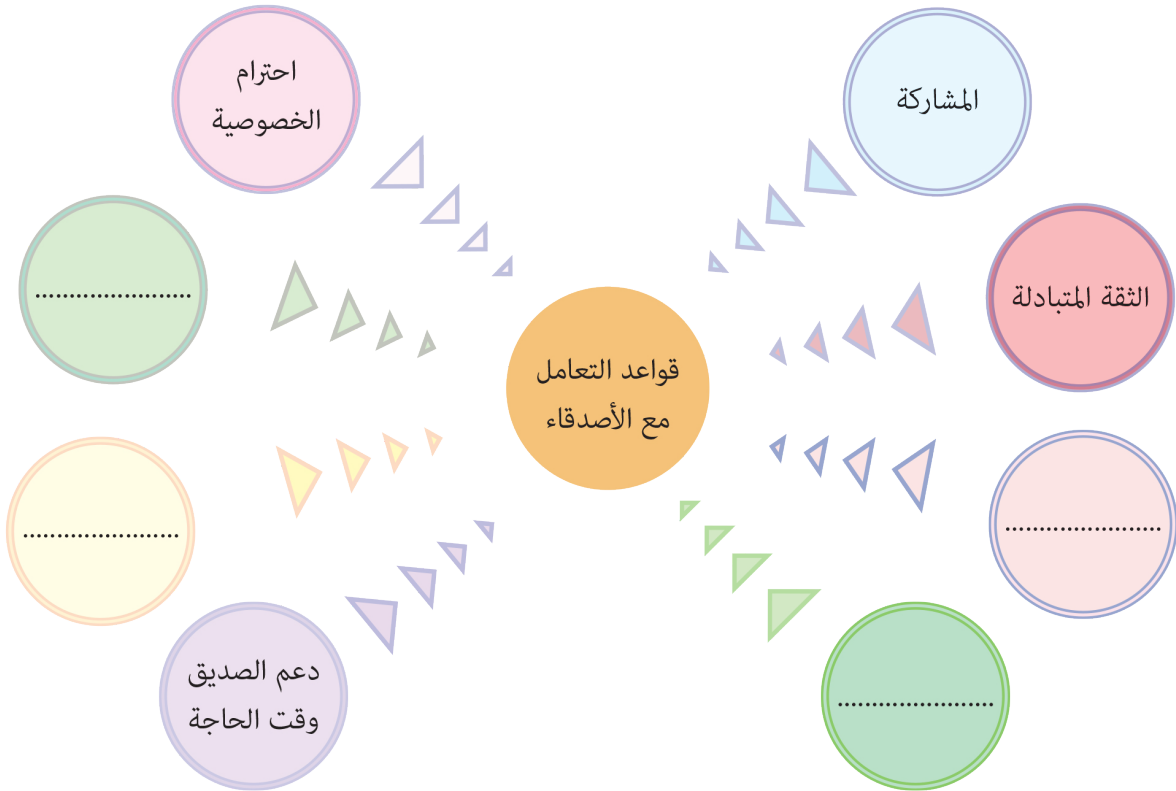 المشاركة
احترام
الخصوصية
الثقة المتبادلة
.......................
قواعد التعامل
مع الأصدقاء
.......................
.......................
دعم الصديق
وقت الحاجة
.......................